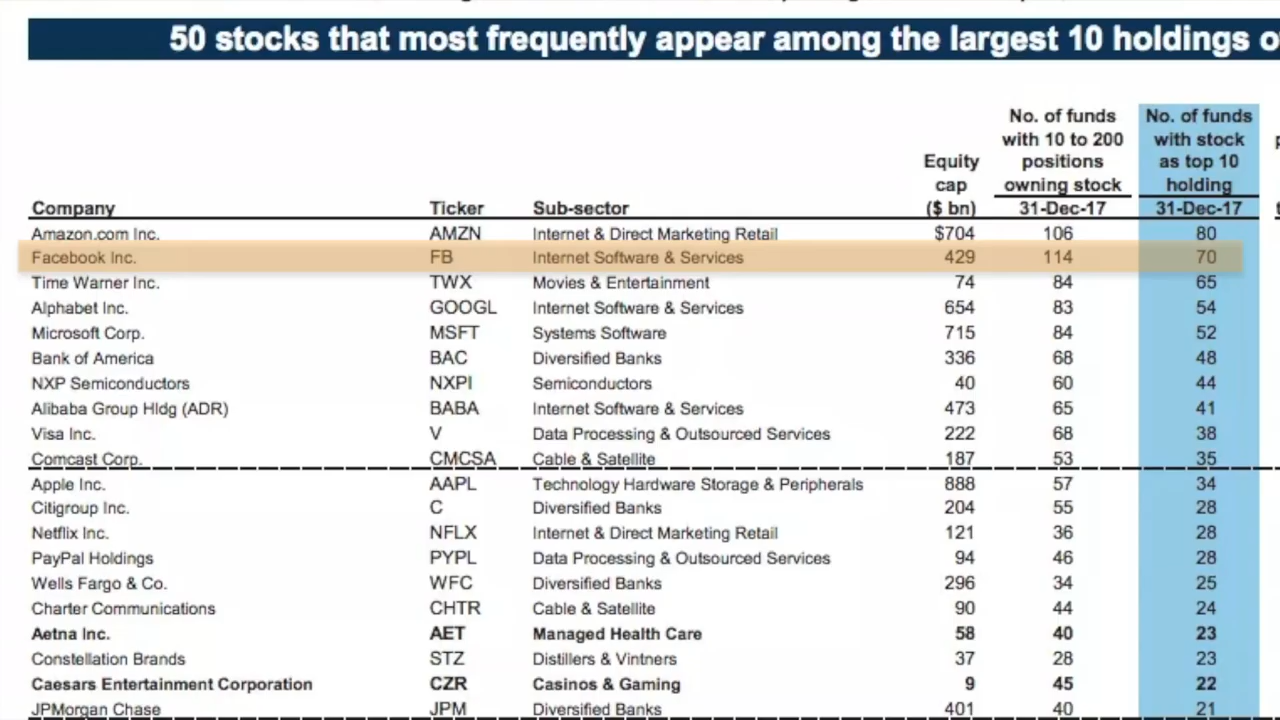 50 stocks that most frequently appear among the largest 10 holdings o
No. of funds No. of funds
with 10 to 200 with stock
Equity positions as top 10
cap owning stock holding
Company Ticker Sub-sector ($ bn) 31-Dec-17 31-Dec-17
Amazon.com Inc. AMZN Internet & Direct Marketing Retail $704 106 80
Facebook Inc. FB Internet Software & Services 429 114 70
Time Warner Inc. TWX Movies & Entertainment 74 84 65
Alphabet Inc. GOOGL Internet Software & Services 654 83 54
Microsoft Corp. MSFT Systems Software 715 84 52
Bank of America BAC Diversified Banks 336 68 48
NXP Semiconductors NXPI Semiconductors 40 60 44
Alibaba Group Hldg (ADR) BABA Internet Software & Services 473 65 41
Visa Inc. V Data Processing & Outsourced Services 222 68 38
Comcast Corp. CMCSA Cable & Satellite 187 53 35
Apple Inc. AAPL Technology Hardware Storage & Peripherals 888 57 34
Citigroup Inc. C Diversified Banks 204 55 28
Netflix Inc. NFLX Internet & Direct Marketing Retail 121 36 28
PayPal Holdings PYPL Data Processing & Outsourced Services 94 46 28
Wells Fargo & Co. WFC Diversified Banks 296 34 25
Charter Communications CHTR Cable & Satellite 90 44 24
Aetna Inc. AET Managed Health Care 58 40 23
Constellation Brands STZ Distillers & Vintners 37 28 23
Caesars Entertainment Corporation CZR Casinos & Gaming 9 45 22
JPMorgan Chase JPM Diversified Banks 401 40 21